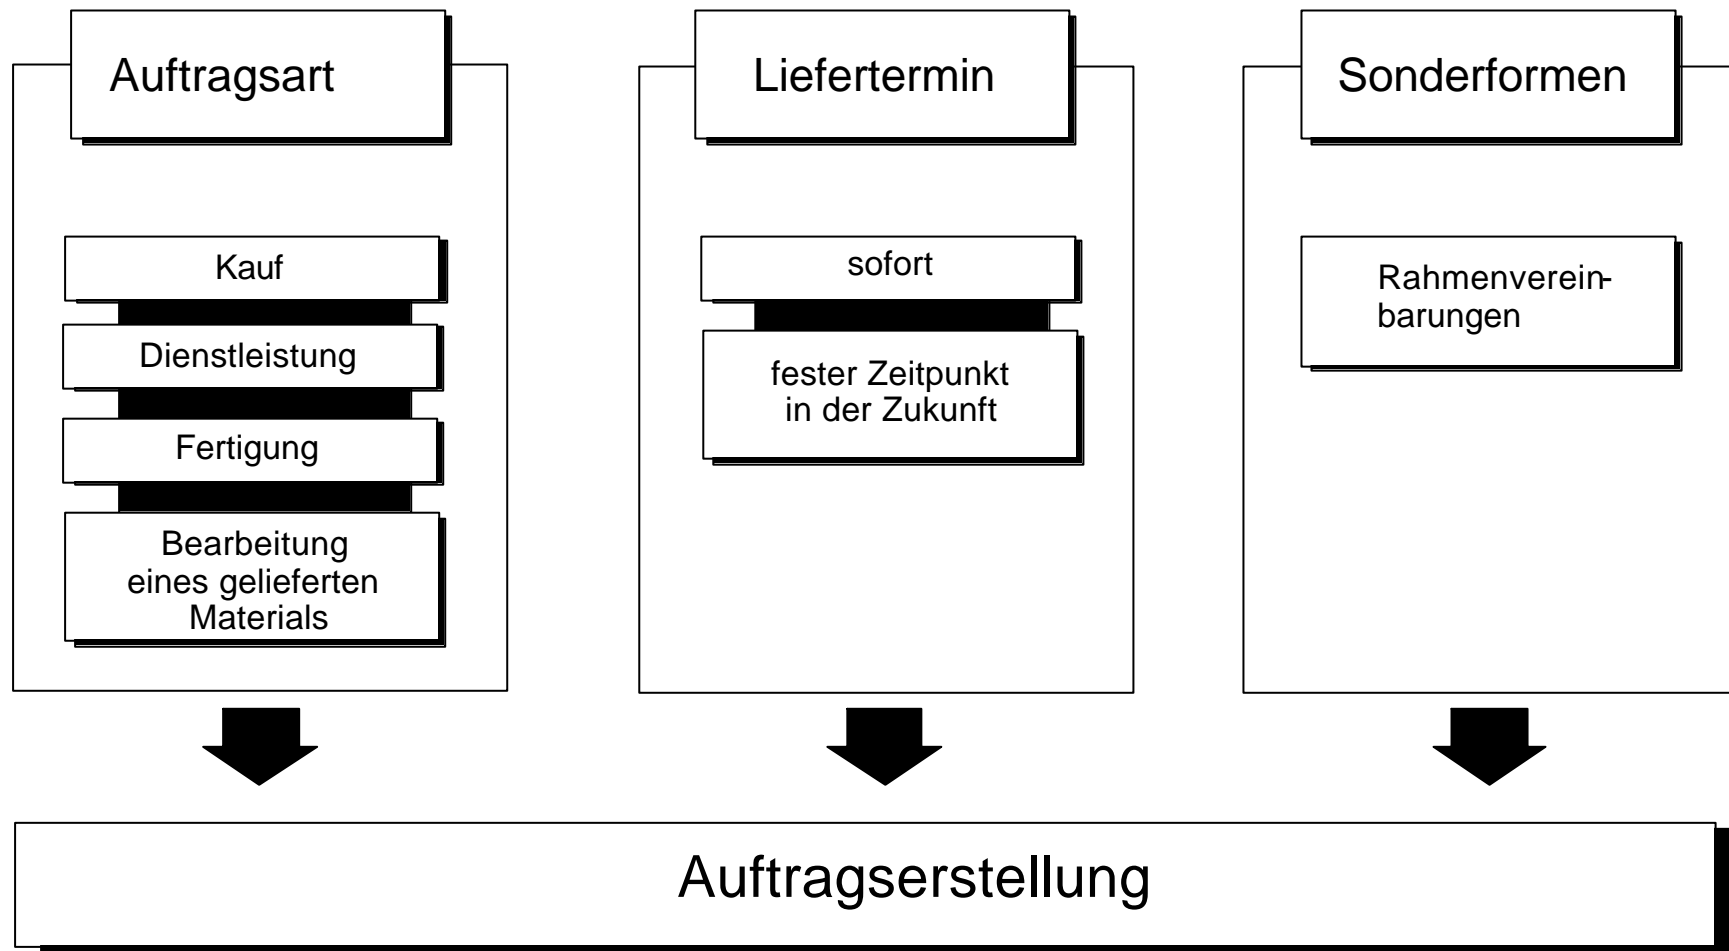 Auftragsart
Kauf
Dienstleistung
Fertigung
Bearbeitung
eines gelieferten
Materials
Liefertermin
sofort
fester Zeitpunkt
in der Zukunft
Sonderformen
Rahmenverein-
barungen
Auftragserstellung